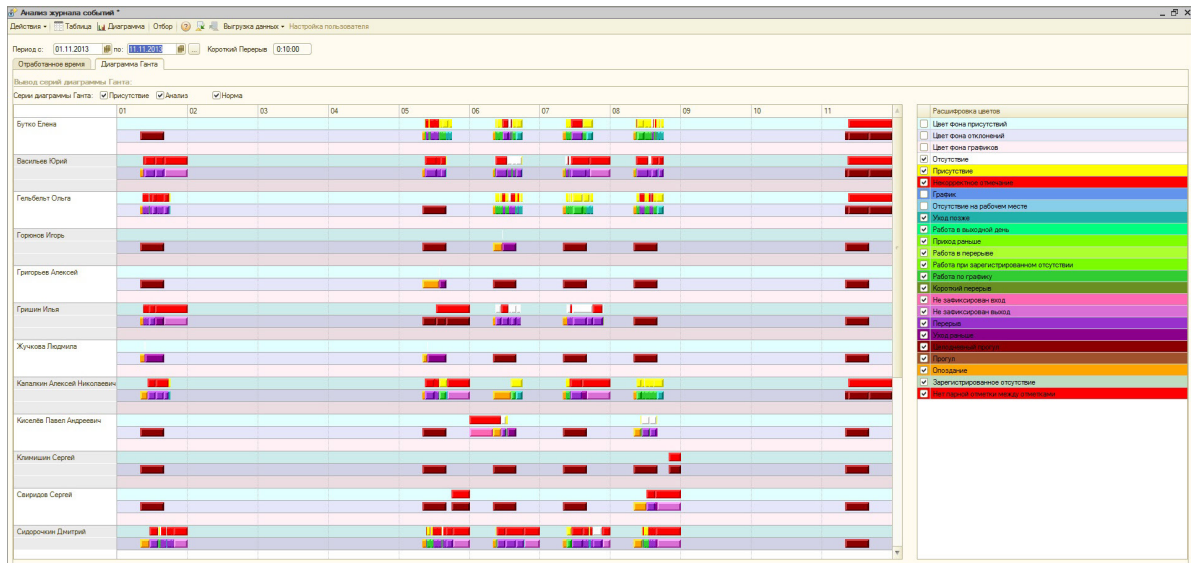 Анализ журнала событий *
Действия Таблица Диаграмма Отбор Выгрузка данных Настройка пользователя
Период с: 01.11.2013 по: 11.11.2013 ... Короткий Перерыв 0:10:00
Отработанное время Диаграмма Ганта
Вывод серий диаграммы Ганта:
Серии диаграммы Ганта: Присутствие Анализ Норма
01 02 03 04 05 06 07 08 09 10 11
Бутко Елена
Васильев Юрий
Гельбельт Ольга
Горюнов Игорь
Григорьев Алексей
Гришин Илья
Жучкова Людмила
Капалкин Алексей Николаевич
Киселёв Павел Андреевич
Климишин Сергей
Свиридов Сергей
Сидорочкин Дмитрий
Расшифровка цветов
Цвет фона присутствий
Цвет фона отклонений
Цвет фона графиков
Отсутствие
Присутствие
Некорректное отмечание
График
Отсутствие на рабочем месте
Уход позже
Работа в выходной день
Приход раньше
Работа в перерыве
Работа при зарегистрированном отсутствии
Работа по графику
Короткий перерыв
Не зафиксирован вход
Не зафиксирован выход
Перерыв
Уход раньше
Целодневный прогул
Прогул
Опоздание
Зарегистрированное отсутствие
Нет парной отметки между отметками